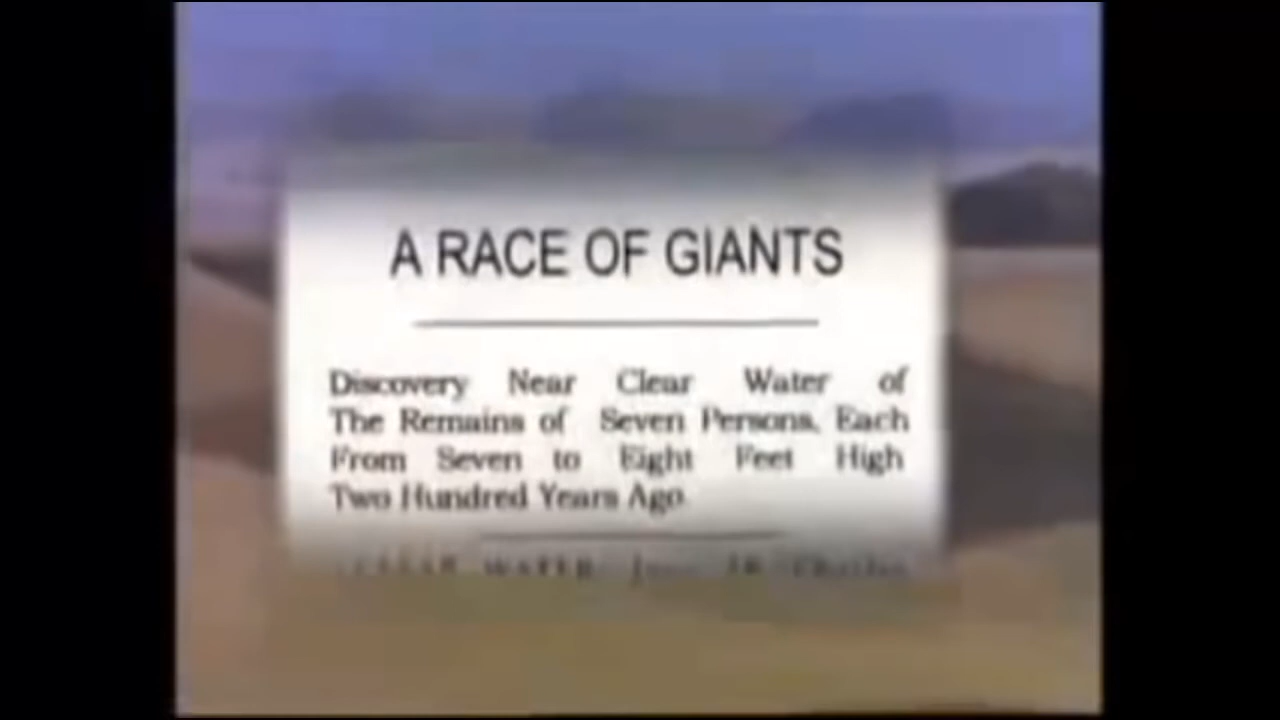 A RACE OF GIANTS
Discovery Near Clear Water of
The Remains of Seven Persons, Each
From Seven to Eight Feet High
Two Hundred Years Ago.
WATER,